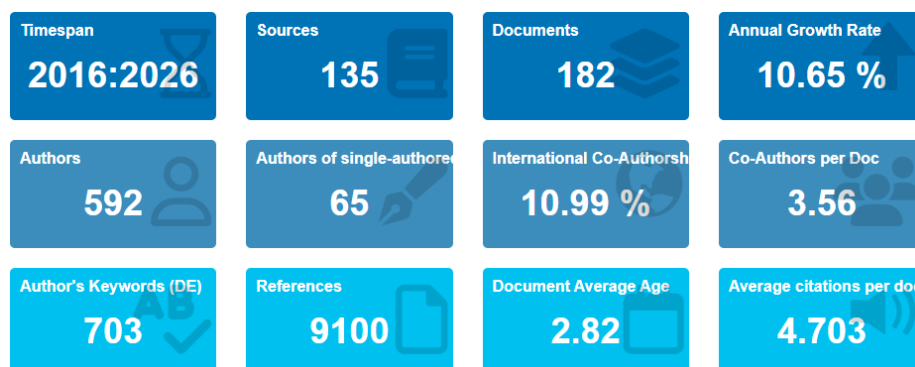 Timespan
2016:2026
Sources
135
Documents
182
Annual Growth Rate
10.65 %
Authors
592
Authors of single-authore
65
International Co-Authorsh
10.99 %
Co-Authors per Doc
3.56
Author's Keywords (DE)
703
AB
References
9100
Document Average Age
2.82
Average citations per do
4.703